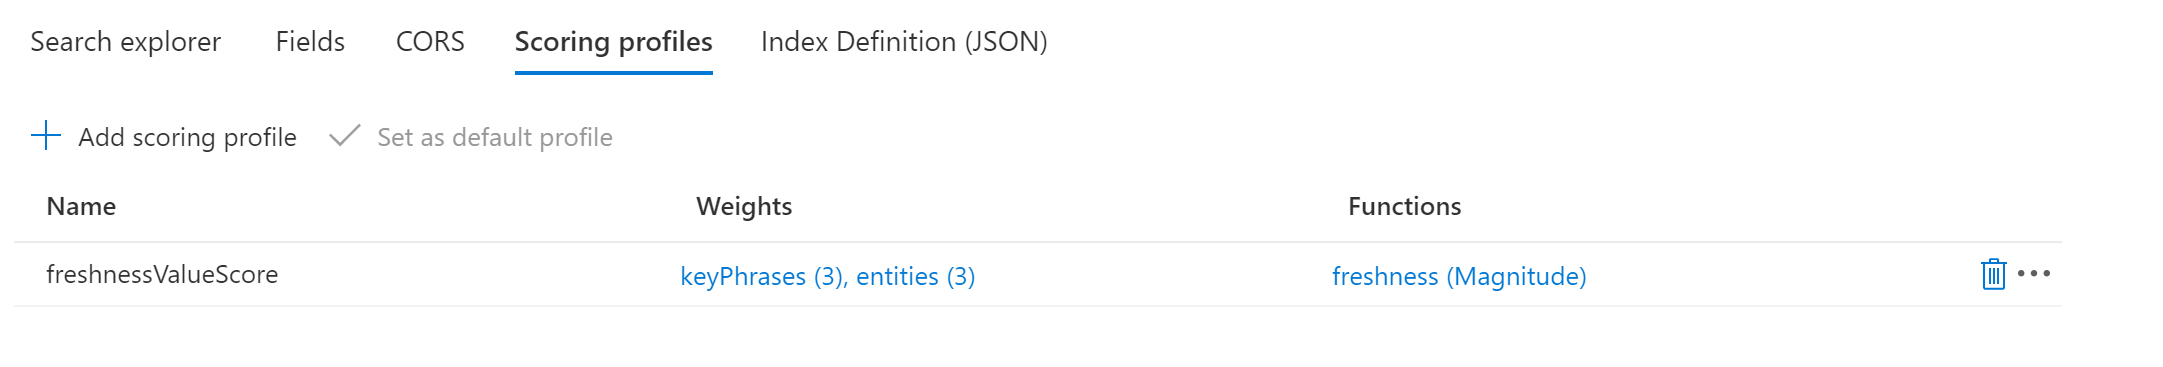 Search explorer Fields CORS Scoring profiles Index Definition (JSON)
Add scoring profile Set as default profile
Name Weights Functions
freshnessValueScore keyPhrases (3), entities (3) freshness (Magnitude)